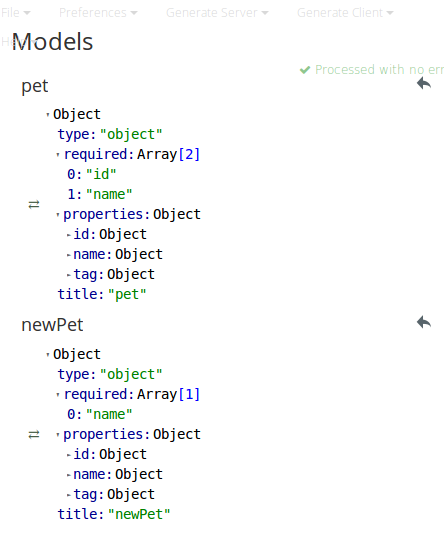 File Preferences Generate Server Generate Client
Help
Models
Processed with no err
pet
Object
type:"object"
required:Array[2]
0:"id"
1:"name"
properties:Object
id:Object
name:Object
tag:Object
title:"pet"
newPet
Object
type:"object"
required:Array[1]
0:"name"
properties:Object
id:Object
name:Object
tag:Object
title:"newPet"